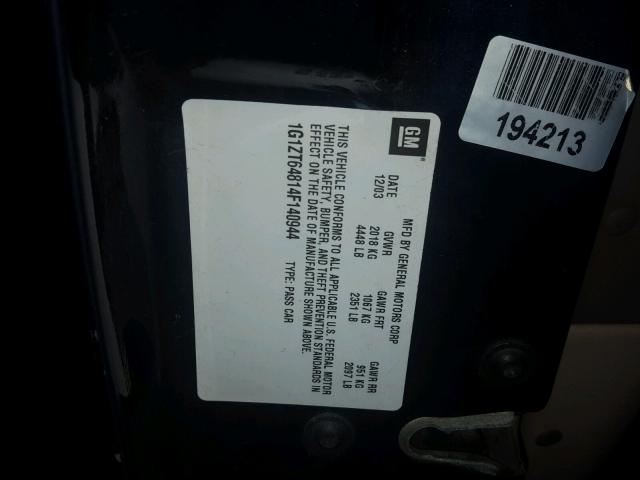 GM
MFD BY GENERAL MOTORS CORP
DATE GVWR GAWR FRT GAWR RR
12/03 2018 KG 1067 KG 951 KG
4448 LB 2351 LB 2097 LB
THIS VEHICLE CONFORMS TO ALL APPLICABLE U.S. FEDERAL MOTOR
VEHICLE SAFETY, BUMPER, AND THEFT PREVENTION STANDARDS IN
EFFECT ON THE DATE OF MANUFACTURE SHOWN ABOVE.
1G1ZT64814F140944 TYPE: PASS CAR
194213